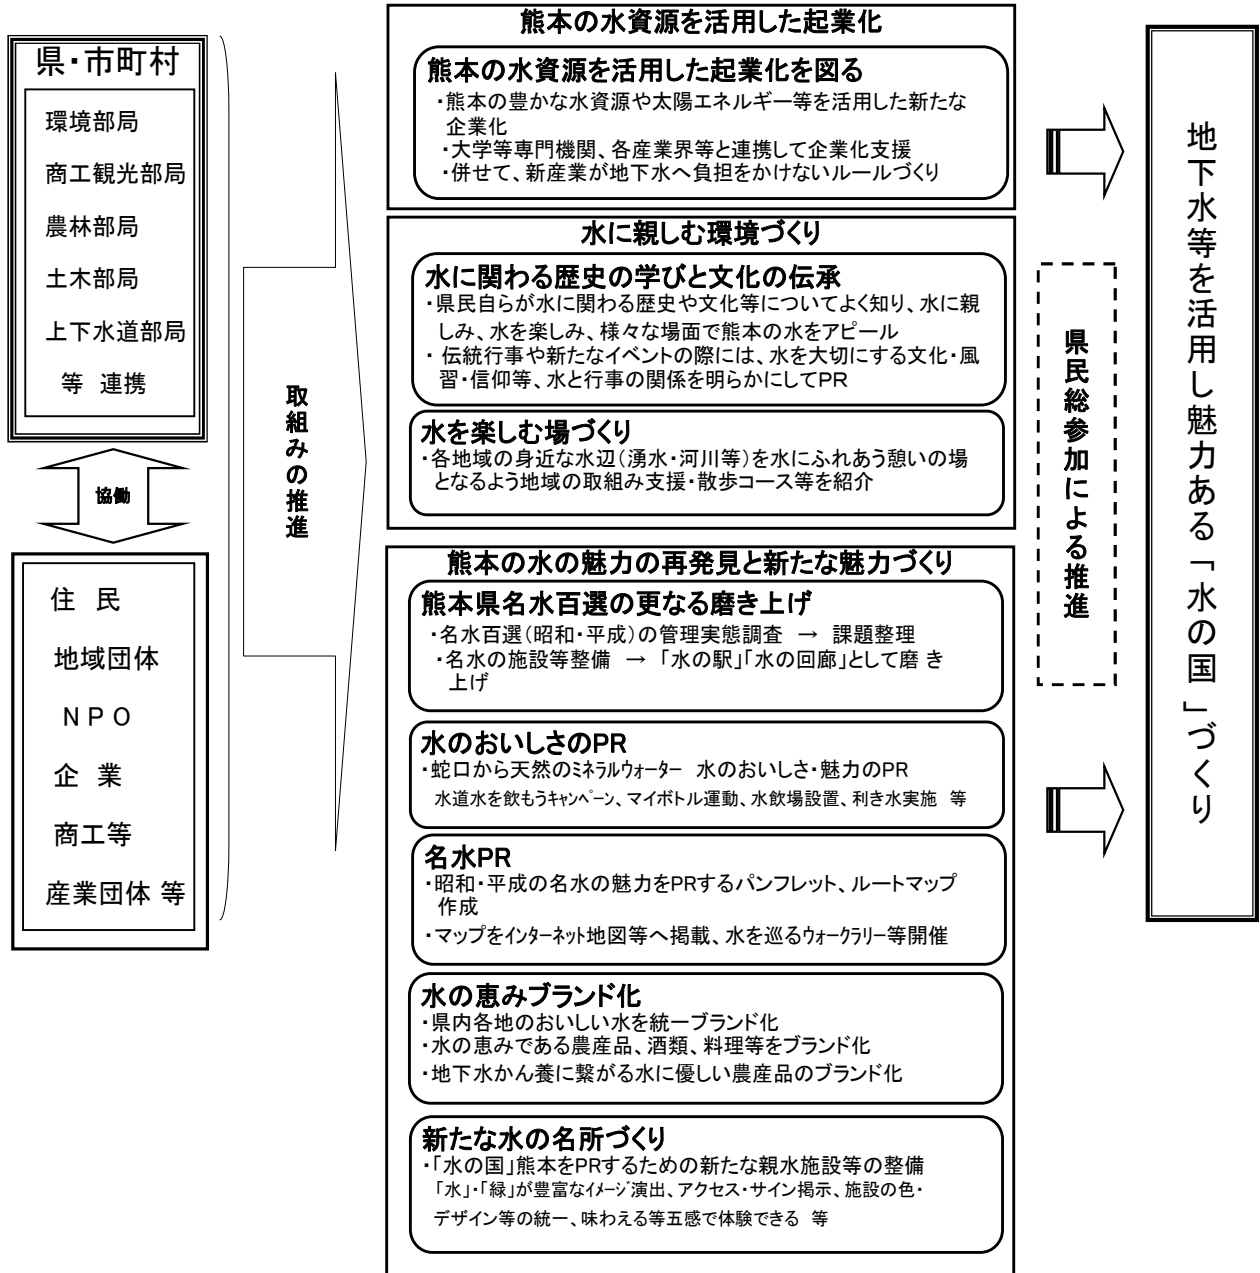 県・市町村
環境部局
商工観光部局
農林部局
土木部局
上下水道部局
等 連携
協働
住 民
地域団体
NPO
企 業
商工等
産業団体 等
取組みの推進
熊本の水資源を活用した起業化
熊本の水資源を活用した起業化を図る
・熊本の豊かな水資源や太陽エネルギー等を活用した新たな
企業化
・大学等専門機関、各産業界等と連携して企業化支援
・併せて、新産業が地下水へ負担をかけないルールづくり
水に親しむ環境づくり
水に関わる歴史の学びと文化の伝承
・県民自らが水に関わる歴史や文化等についてよく知り、水に親
しみ、水を楽しみ、様々な場面で熊本の水をアピール
・ 伝統行事や新たなイベントの際には、水を大切にする文化・風
習・信仰等、水と行事の関係を明らかにしてPR
水を楽しむ場づくり
・各地域の身近な水辺(湧水・河川等)を水にふれあう憩いの場
となるよう地域の取組み支援・散歩コース等を紹介
熊本の水の魅力の再発見と新たな魅力づくり
熊本県名水百選の更なる磨き上げ
・名水百選(昭和・平成)の管理実態調査 → 課題整理
・名水の施設等整備 → 「水の駅」「水の回廊」として磨 き
上げ
水のおいしさのPR
・蛇口から天然のミネラルウォーター 水のおいしさ・魅力のPR
水道水を飲もうキャンペーン、マイボトル運動、水飲場設置、利き水実施 等
名水PR
・昭和・平成の名水の魅力をPRするパンフレット、ルートマップ
作成
・マップをインターネット地図等へ掲載、水を巡るウォークラリー等開催
水の恵みブランド化
・県内各地のおいしい水を統一ブランド化
・水の恵みである農産品、酒類、料理等をブランド化
・地下水かん養に繋がる水に優しい農産品のブランド化
新たな水の名所づくり
・「水の国」熊本をPRするための新たな親水施設等の整備
「水」・「緑」が豊富なイメージ演出、アクセス・サイン掲示、施設の色・
デザイン等の統一、味わえる等五感で体験できる 等
県民総参加による推進
地下水等を活用し魅力ある「水の国」づくり